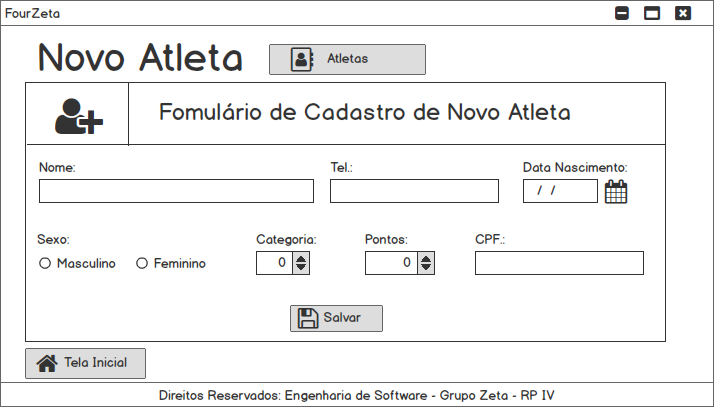 FourZeta
Novo Atleta
Atletas
Fomulário de Cadastro de Novo Atleta
Nome:
Tel.:
Data Nascimento:
/ /
Sexo:
Categoria:
Pontos:
CPF.:
Masculino
Feminino
0
0
Salvar
Tela Inicial
Direitos Reservados: Engenharia de Software - Grupo Zeta - RP IV